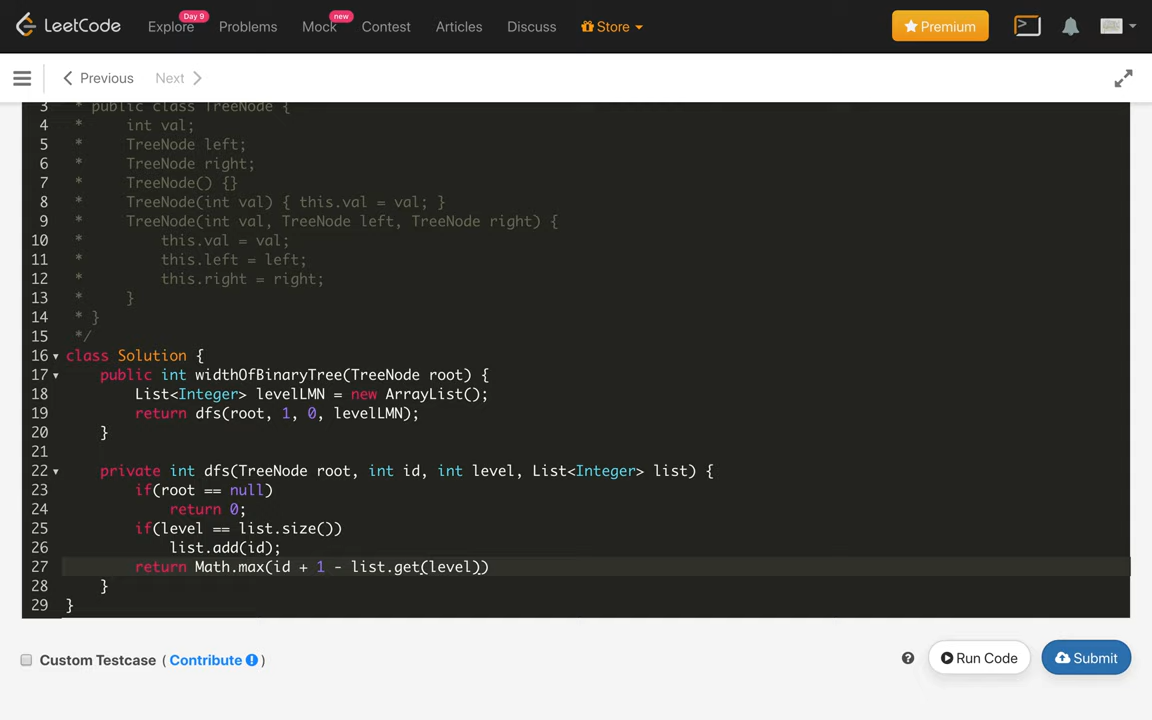 LeetCode
Explore Day 9 Problems Mock new Contest Articles Discuss Store Premium
Previous Next
3 * public class TreeNode {
4 *     int val;
5 *     TreeNode left;
6 *     TreeNode right;
7 *     TreeNode() {}
8 *     TreeNode(int val) { this.val = val; }
9 *     TreeNode(int val, TreeNode left, TreeNode right) {
10 *         this.val = val;
11 *         this.left = left;
12 *         this.right = right;
13 *     }
14 * }
15 */
16 class Solution {
17     public int widthOfBinaryTree(TreeNode root) {
18         List<Integer> levelLMN = new ArrayList();
19         return dfs(root, 1, 0, levelLMN);
20     }
21
22     private int dfs(TreeNode root, int id, int level, List<Integer> list) {
23         if(root == null)
24             return 0;
25         if(level == list.size())
26             list.add(id);
27         return Math.max(id + 1 - list.get(level))
28     }
29 }
Custom Testcase ( Contribute ! )
? Run Code Submit